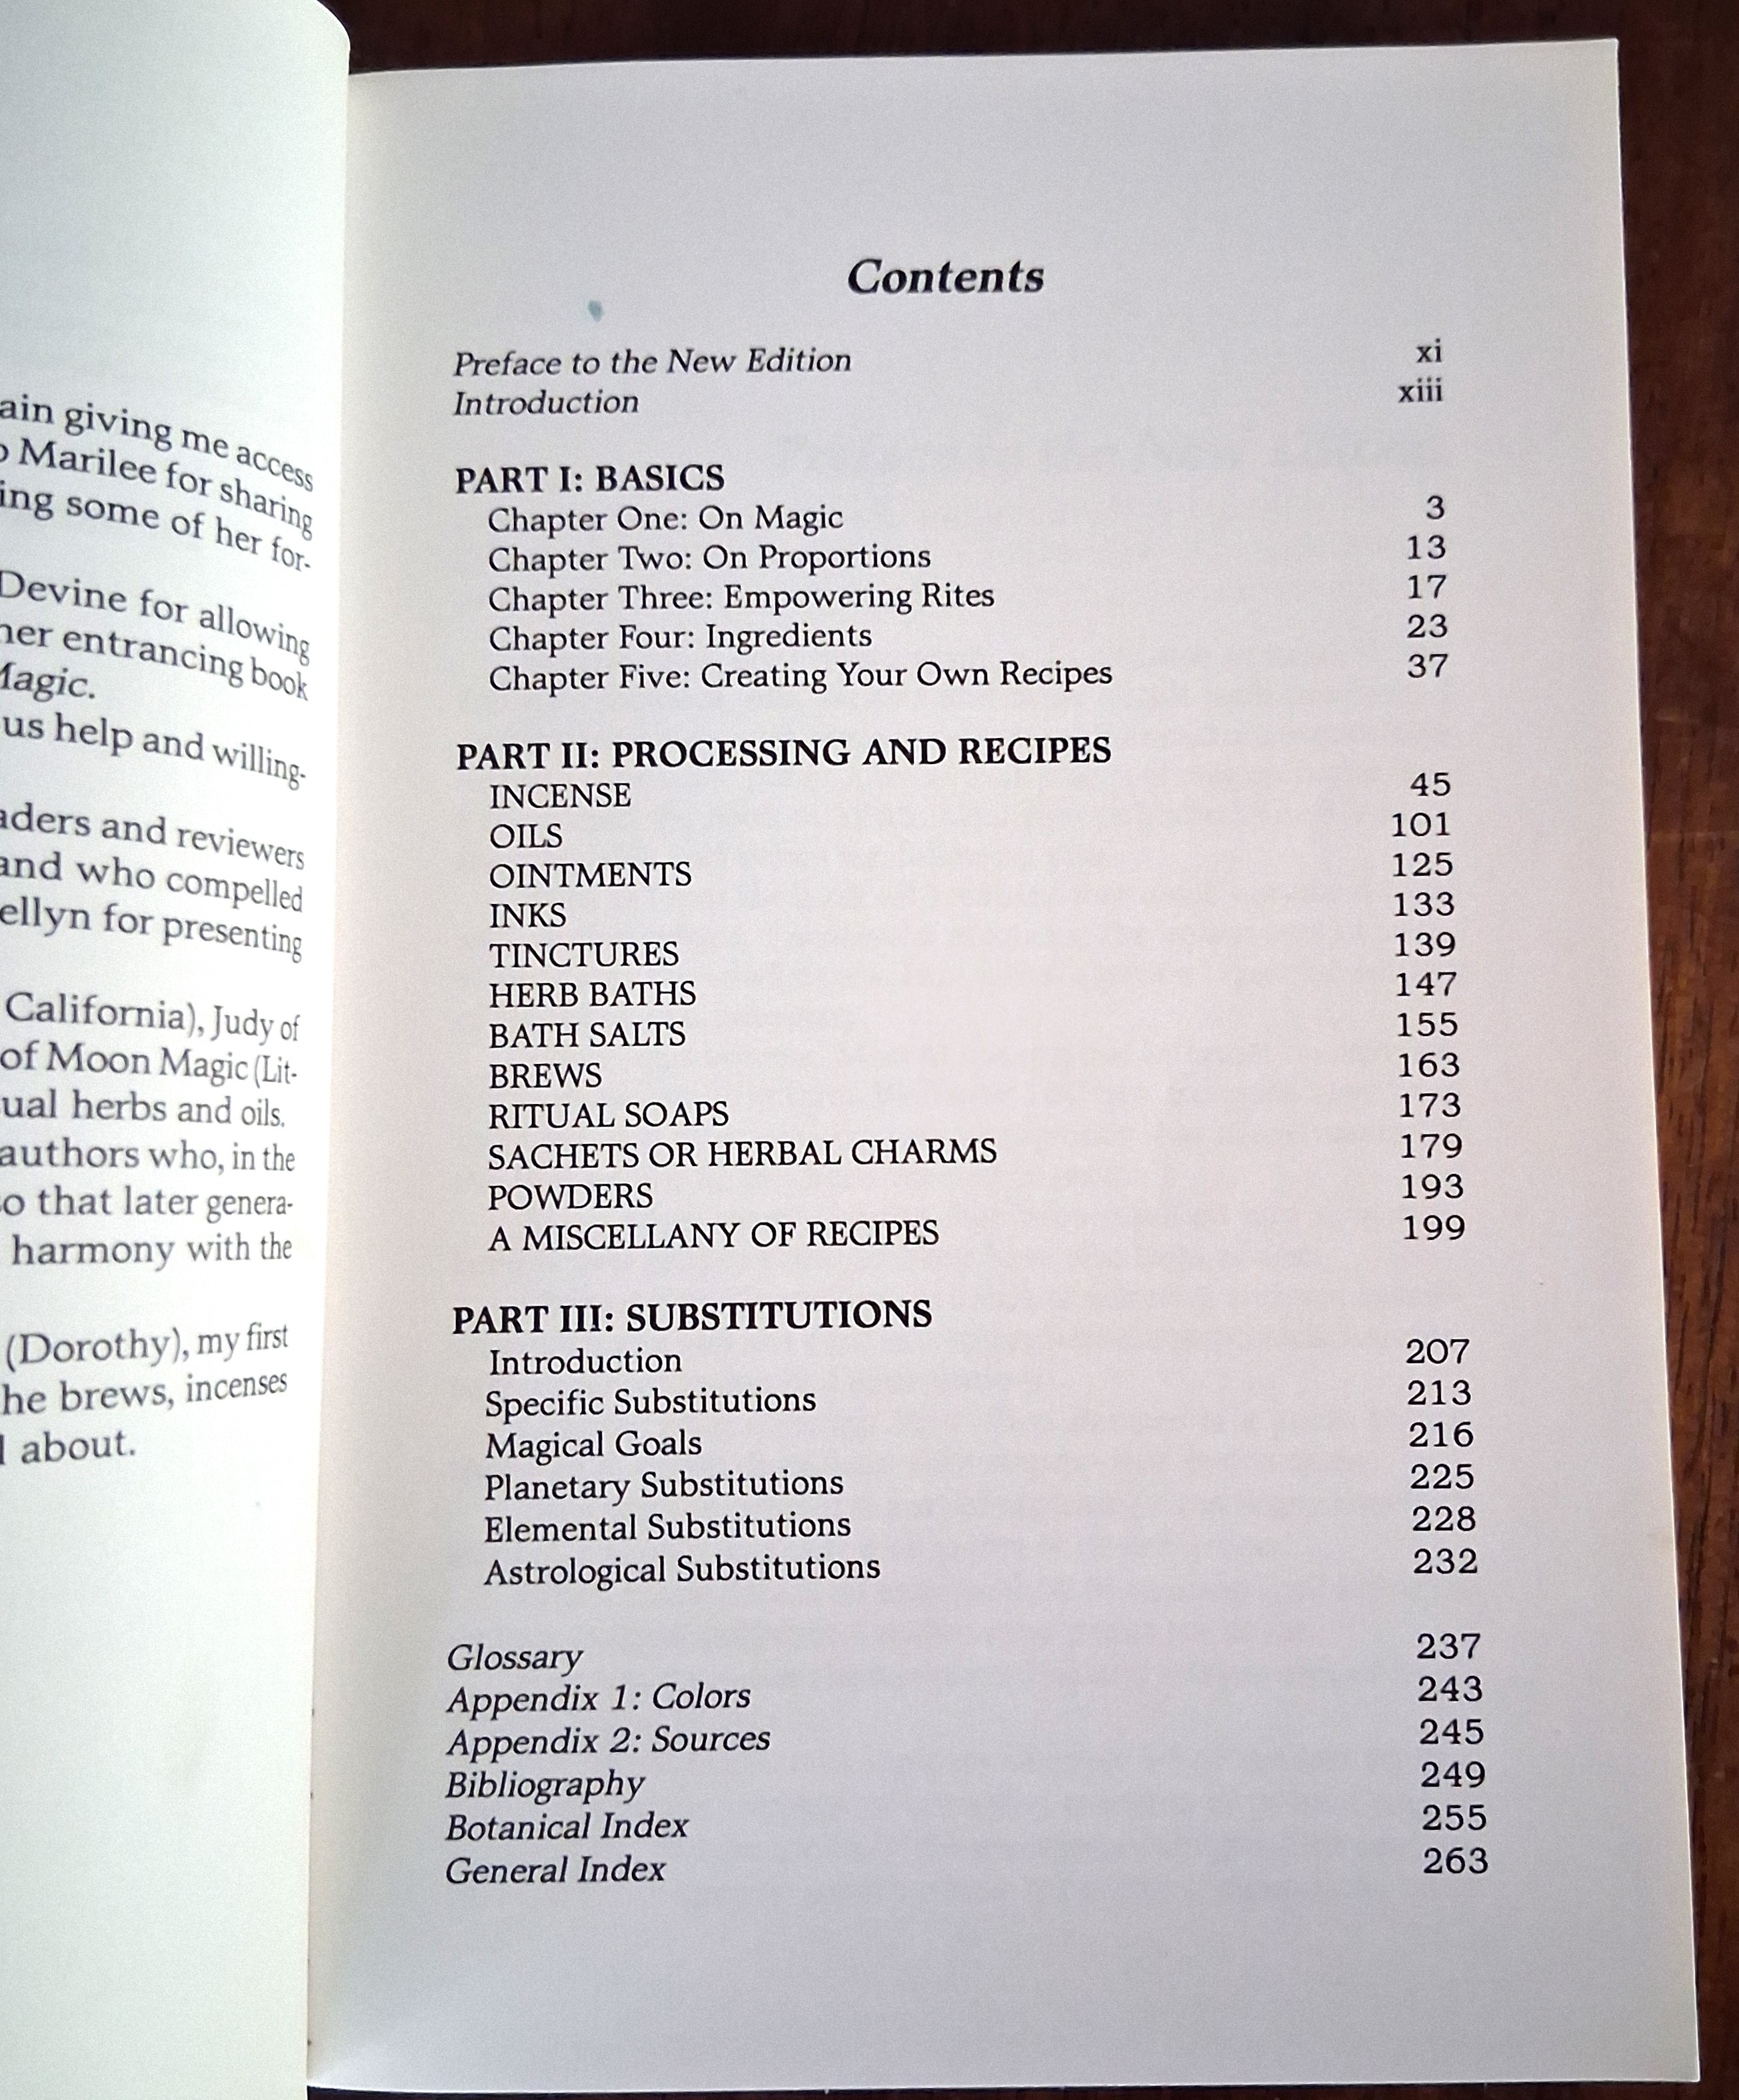 ain giving me access
Marilee for sharing
ing some of her for-
Devine for allowing
her entrancing book
Magic.
us help and willing-
aders and reviewers
and who compelled
ellyn for presenting
California), Judy of
of Moon Magic (Lit-
ual herbs and oils.
authors who, in the
so that later genera-
harmony with the
(Dorothy), my first
he brews, incenses
about.
Contents
Preface to the New Edition xi
Introduction xiii
PART I: BASICS
Chapter One: On Magic 3
Chapter Two: On Proportions 13
Chapter Three: Empowering Rites 17
Chapter Four: Ingredients 23
Chapter Five: Creating Your Own Recipes 37
PART II: PROCESSING AND RECIPES
INCENSE 45
OILS 101
OINTMENTS 125
INKS 133
TINCTURES 139
HERB BATHS 147
BATH SALTS 155
BREWS 163
RITUAL SOAPS 173
SACHETS OR HERBAL CHARMS 179
POWDERS 193
A MISCELLANY OF RECIPES 199
PART III: SUBSTITUTIONS
Introduction 207
Specific Substitutions 213
Magical Goals 216
Planetary Substitutions 225
Elemental Substitutions 228
Astrological Substitutions 232
Glossary 237
Appendix 1: Colors 243
Appendix 2: Sources 245
Bibliography 249
Botanical Index 255
General Index 263